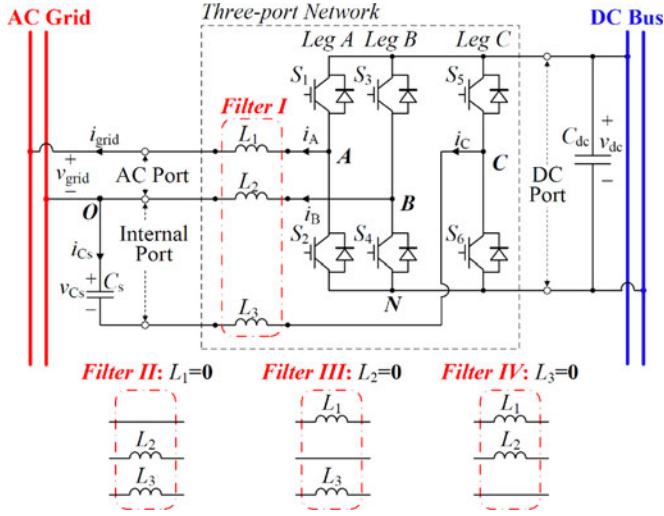 AC Grid
Three-port Network
DC Bus
Leg A Leg B Leg C
S1
S3
S5
Filter I
igrid
L1
iA
A
iC
C
Cdc
+
vdc
−
+
vgrid
−
AC Port
L2
DC
Port
O
iB
B
Internal
Port
S2
S4
S6
iCs
vCs
+
−
Cs
N
L3
Filter II: L1=0
Filter III: L2=0
Filter IV: L3=0
L2
L3
L1
L3
L1
L2